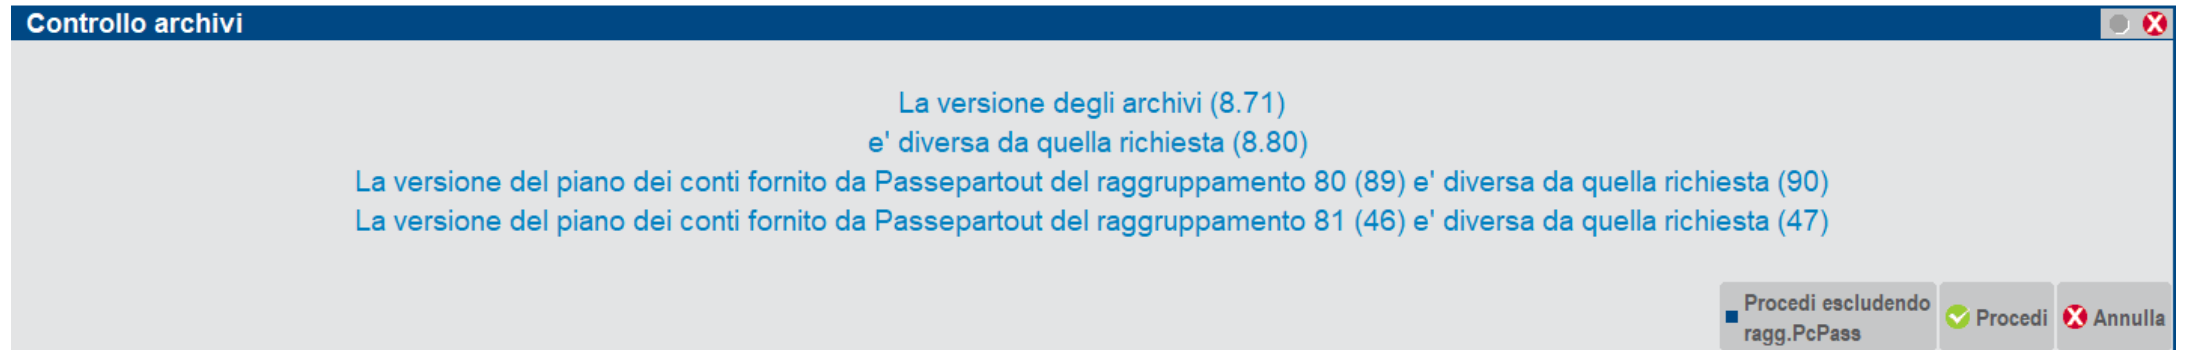 Controllo archivi
La versione degli archivi (8.71)
e' diversa da quella richiesta (8.80)
La versione del piano dei conti fornito da Passepartout del raggruppamento 80 (89) e' diversa da quella richiesta (90)
La versione del piano dei conti fornito da Passepartout del raggruppamento 81 (46) e' diversa da quella richiesta (47)
Procedi escludendo
ragg.PcPass
Procedi
Annulla